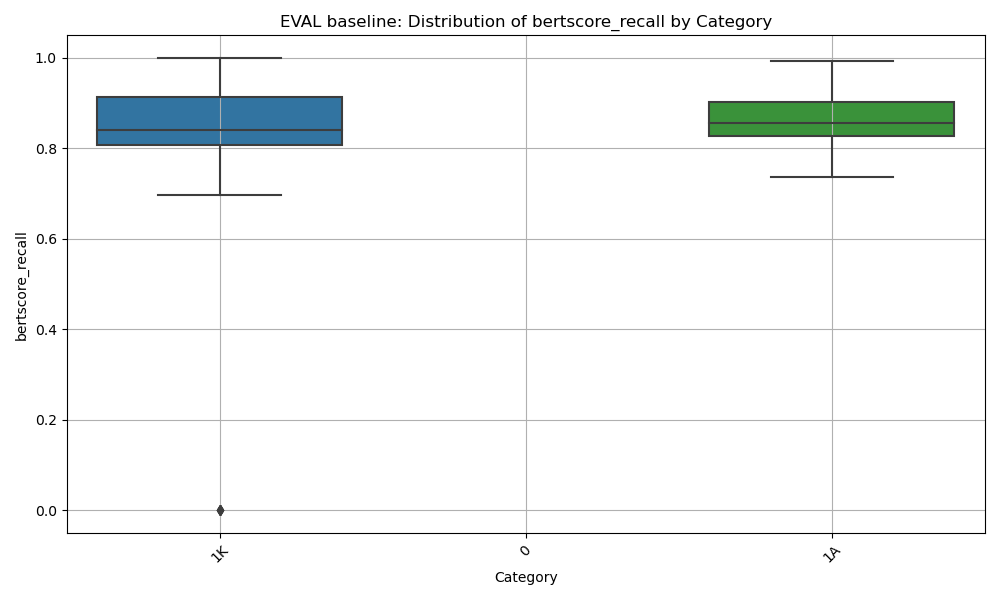 EVAL baseline: Distribution of bertscore_recall by Category
1.0
0.8
0.6
0.4
0.2
0.0
bertscore_recall
1K
0
1A
Category